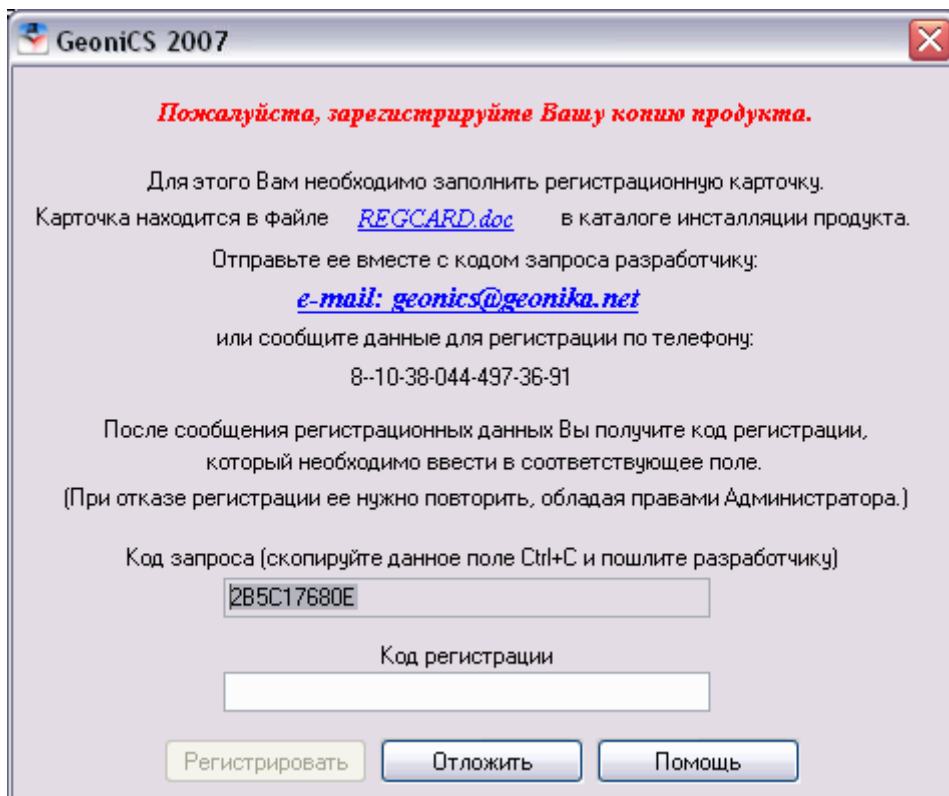 GeoniCS 2007
Пожалуйста, зарегистрируйте Вашу копию продукта.
Для этого Вам необходимо заполнить регистрационную карточку.
Карточка находится в файле REGCARD.doc в каталоге инсталляции продукта.
Отправьте ее вместе с кодом запроса разработчику:
e-mail: geonics@geonika.net
или сообщите данные для регистрации по телефону:
8--10-38-044-497-36-91
После сообщения регистрационных данных Вы получите код регистрации,
который необходимо ввести в соответствующее поле.
(При отказе регистрации ее нужно повторить, обладая правами Администратора.)
Код запроса (скопируйте данное поле Ctrl+C и пошлите разработчику)
2B5C17680E
Код регистрации
Регистрировать Отложить Помощь